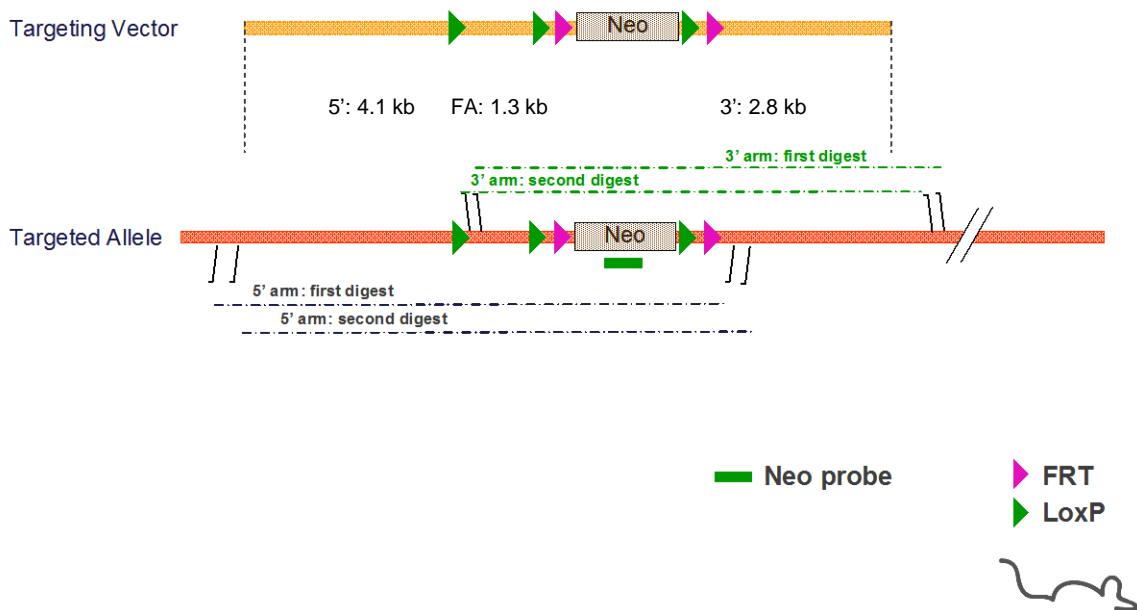 Targeting Vector
Neo
5’: 4.1 kb FA: 1.3 kb 3’: 2.8 kb
3’ arm: first digest
3’ arm: second digest
Targeted Allele
Neo
5’ arm: first digest
5’ arm: second digest
Neo probe
FRT
LoxP